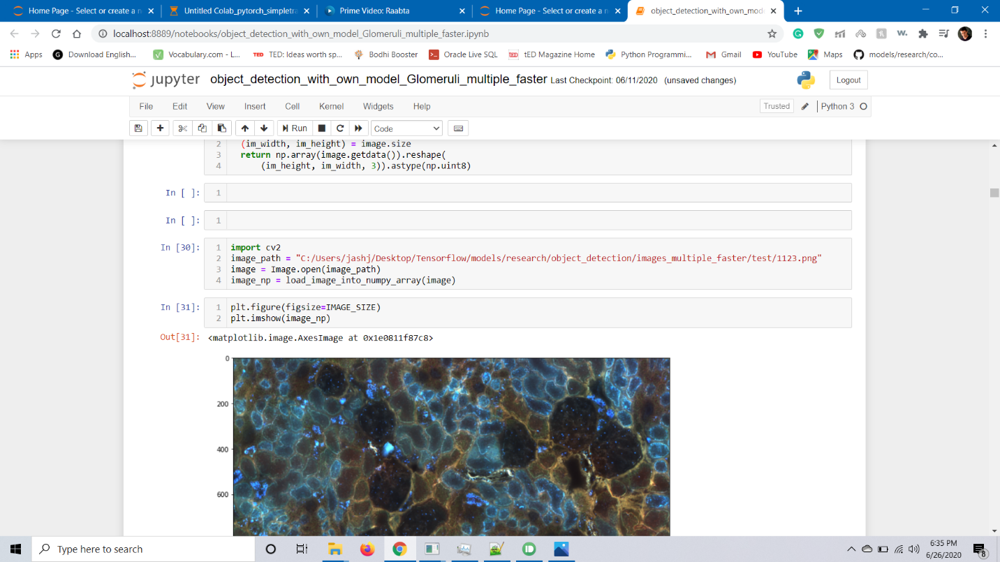 Home Page - Select or create a n
Untitled Colab_pytorch_simpletra
Prime Video: Raabta
Home Page - Select or create a n
object_detection_with_own_mod
localhost:8889/notebooks/object_detection_with_own_model_Glomeruli_multiple_faster.ipynb
Apps
Download English...
Vocabulary.com - L...
TED
TED: Ideas worth sp...
Bodhi Booster
Oracle Live SQL
tED
tED Magazine Home
Python Programmi...
Gmail
YouTube
Maps
models/research/co...
jupyter
object_detection_with_own_model_Glomeruli_multiple_faster Last Checkpoint: 06/11/2020 (unsaved changes)
Logout
File Edit View Insert Cell Kernel Widgets Help
Trusted
Python 3
Run
Code
2 (im_width, im_height) = image.size
3 return np.array(image.getdata()).reshape(
4 (im_height, im_width, 3)).astype(np.uint8)
In [ ]: 1
In [ ]: 1
In [30]: 1 import cv2
2 image_path = "C:/Users/jashj/Desktop/Tensorflow/models/research/object_detection/images_multiple_faster/test/1123.png"
3 image = Image.open(image_path)
4 image_np = load_image_into_numpy_array(image)
In [31]: 1 plt.figure(figsize=IMAGE_SIZE)
2 plt.imshow(image_np)
Out[31]: <matplotlib.image.AxesImage at 0x1e0811f87c8>
0
200
400
600
Type here to search
6:35 PM
6/26/2020
8